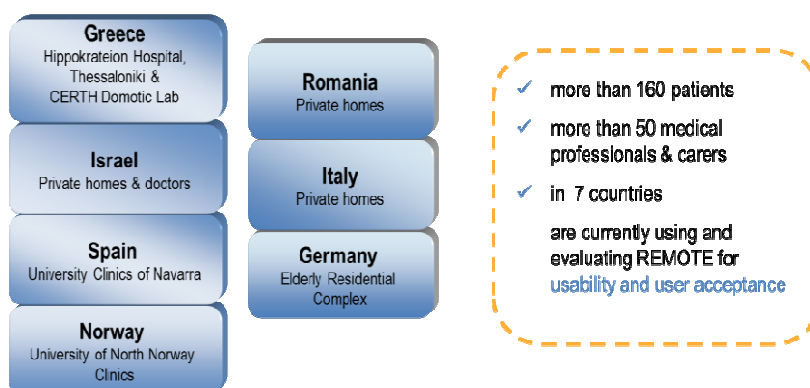 Greece
Hippokrateion Hospital,
Thessaloniki &
CERTH Domotic Lab
Israel
Private homes & doctors
Spain
University Clinics of Navarra
Norway
University of North Norway
Clinics
Romania
Private homes
Italy
Private homes
Germany
Elderly Residential
Complex
✓ more than 160 patients
✓ more than 50 medical
professionals & carers
✓ in 7 countries
are currently using and
evaluating REMOTE for
usability and user acceptance